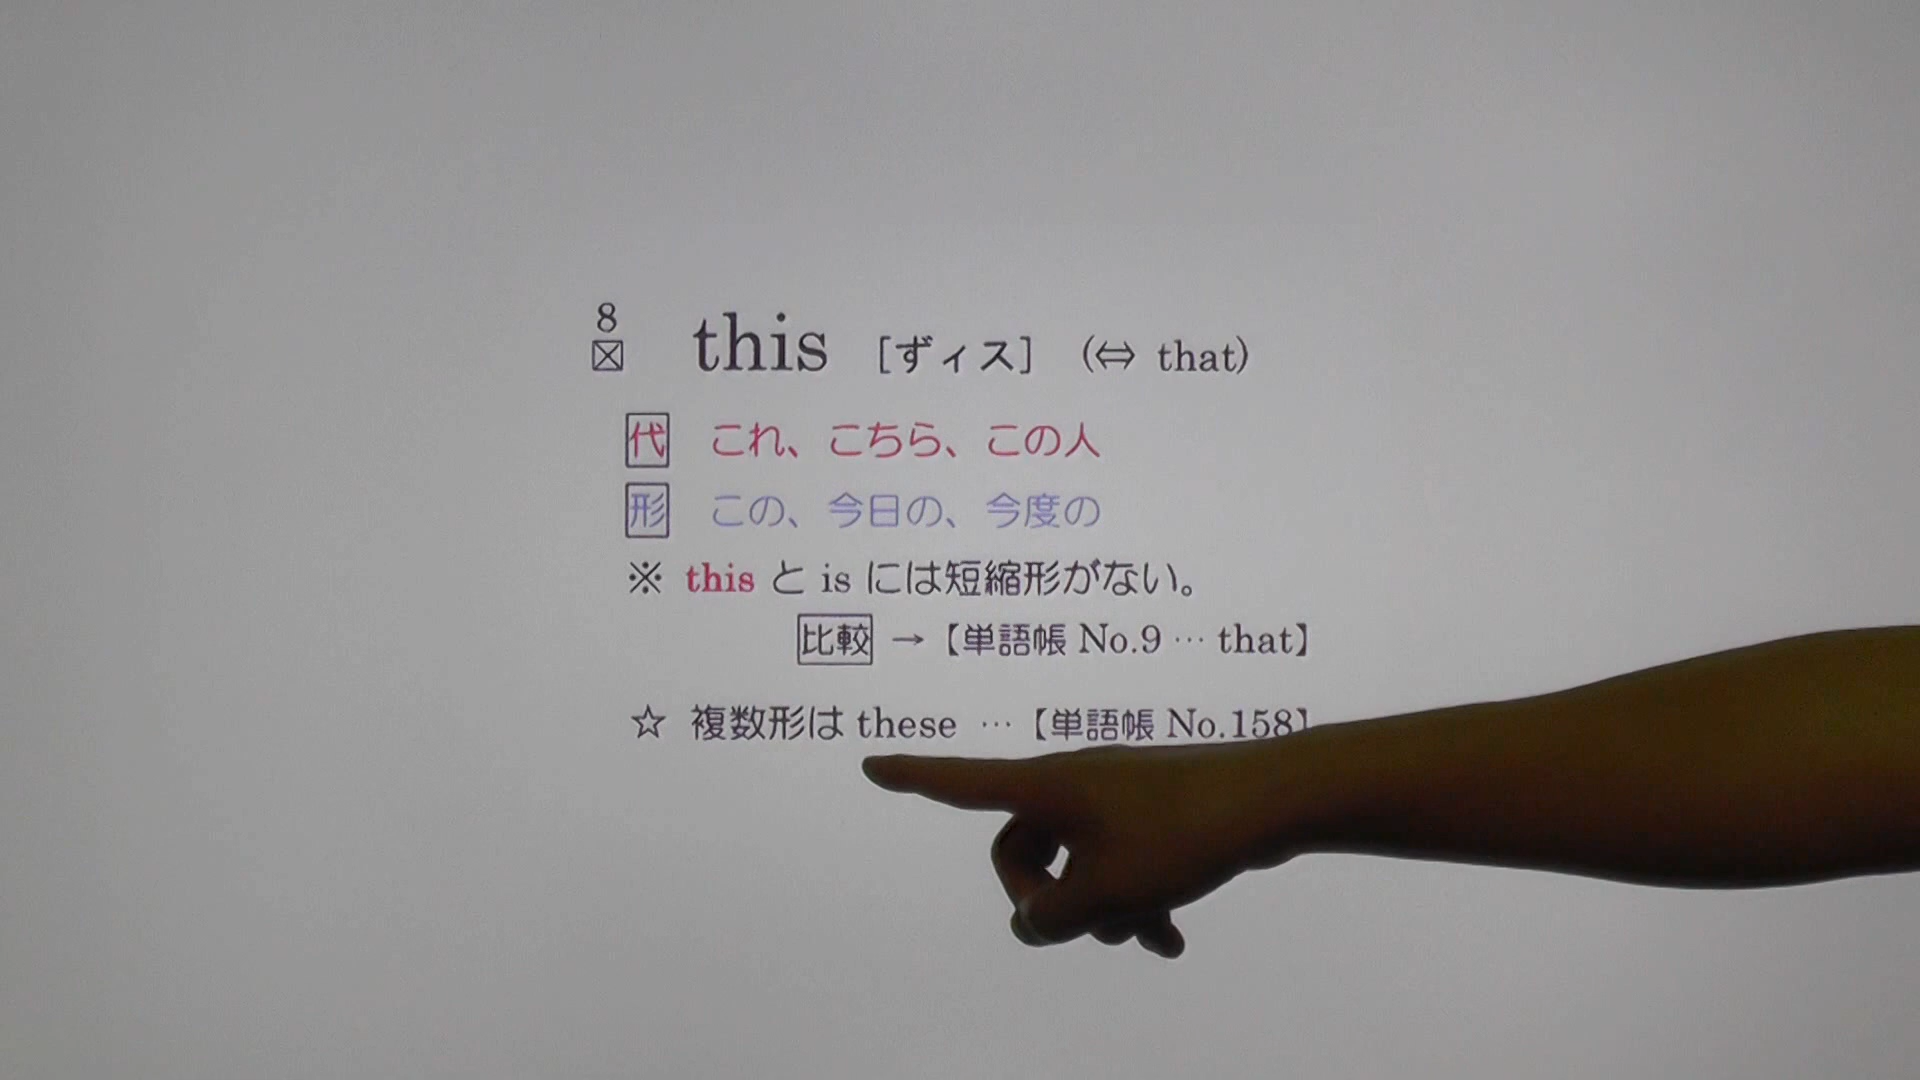 8
☒ this [ずィス] (⇔ that)
代 これ、こちら、この人
形 この、今日の、今度の
※ this と is には短縮形がない。
比較 → 【単語帳 No.9 … that】
☆ 複数形は these … 【単語帳 No.158】